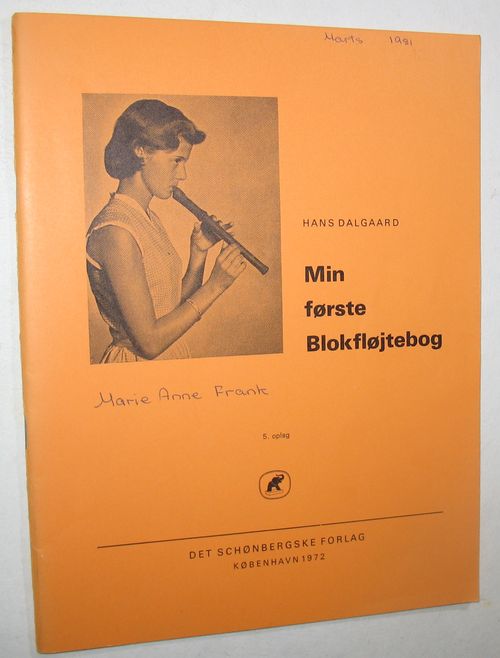 Marts 1981
HANS DALGAARD
Min
første
Blokfløjtebog
Marie Anne Frank
5. oplag
DET SCHØNBERGSKE FORLAG
KØBENHAVN 1972